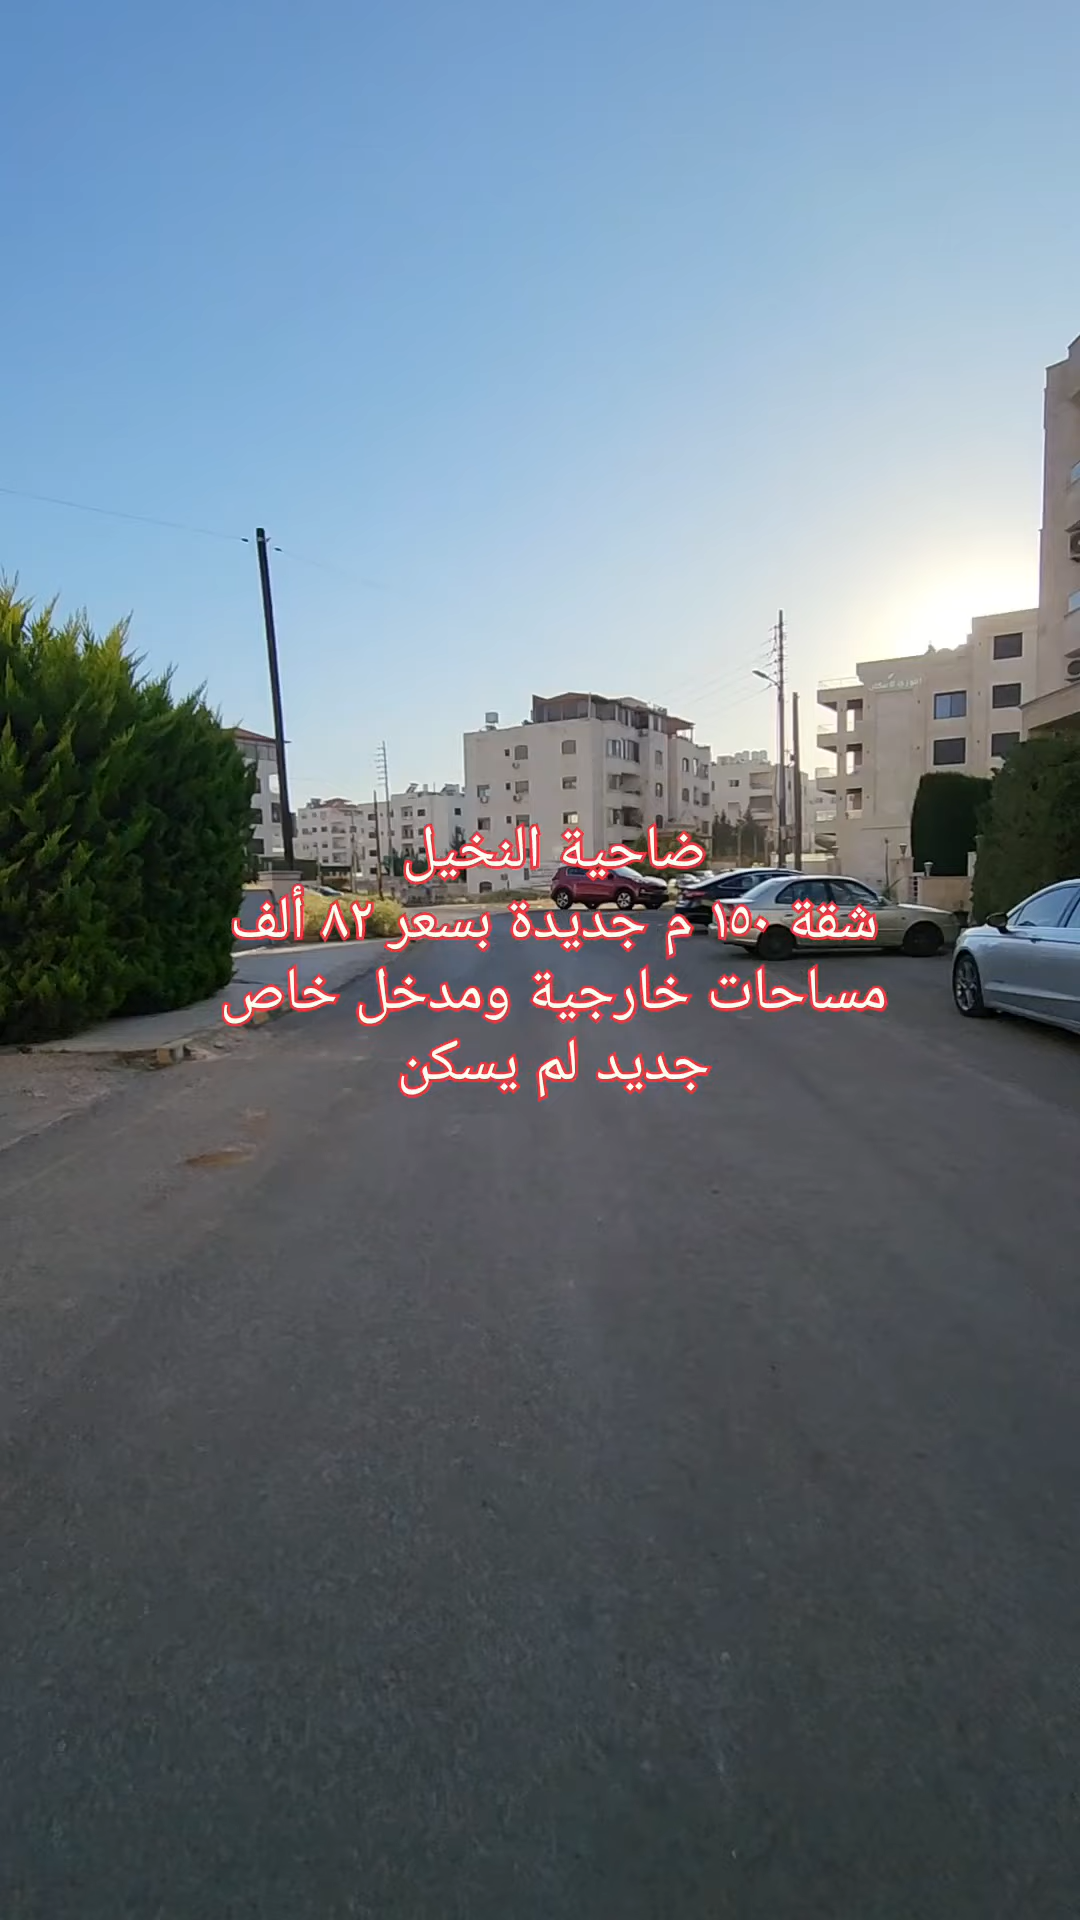 ضاحية النخيل
شقة ١٥٠ م جديدة بسعر ٨٢ ألف
مساحات خارجية ومدخل خاص
جديد لم يسكن